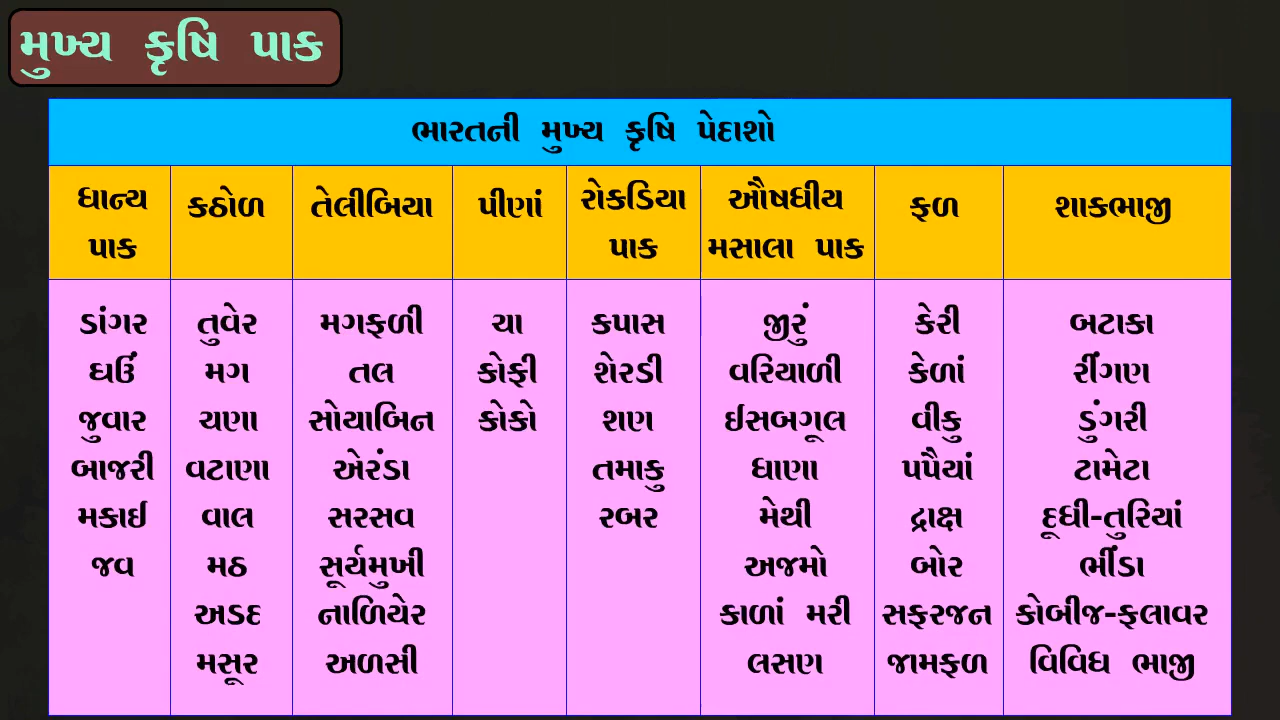 મુખ્ય કૃષિ પાક
ભારતની મુખ્ય કૃષિ પેદાશો
ધાન્ય પાક કઠોળ તેલીબિયા પીણાં રોકડિયા પાક ઔષધીય મસાલા પાક ફળ શાકભાજી
ડાંગર તુવેર મગફળી ચા કપાસ જીરું કેરી બટાકા
ઘઉં મગ તલ કોફી શેરડી વરિયાળી કેળાં રીંગણ
જુવાર ચણા સોયાબિન કોકો શણ ઈસબગૂલ વીકુ ડુંગરી
બાજરી વટાણા એરંડા તમાકુ ધાણા પપૈયાં ટામેટા
મકાઈ વાલ સરસવ રબર મેથી દ્રાક્ષ દૂધી-તુરિયાં
જવ મઠ સૂર્યમુખી અજમો બોર ભીંડા
અડદ નાળિયેર કાળાં મરી સફરજન કોબીજ-ફલાવર
મસૂર અળસી લસણ જામફળ વિવિધ ભાજી